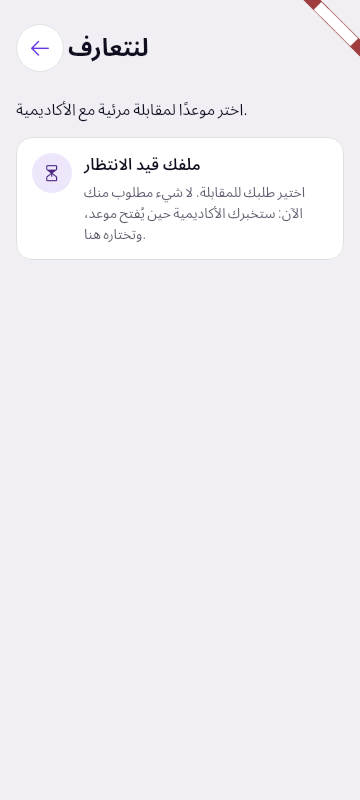 لنتعارف
اختر موعدًا لمقابلة مرئية مع الأكاديمية.
ملفك قيد الانتظار
اختير طلبك للمقابلة. لا شيء مطلوب منك
الآن: ستخبرك الأكاديمية حين يُفتح موعد،
وتختاره هنا.